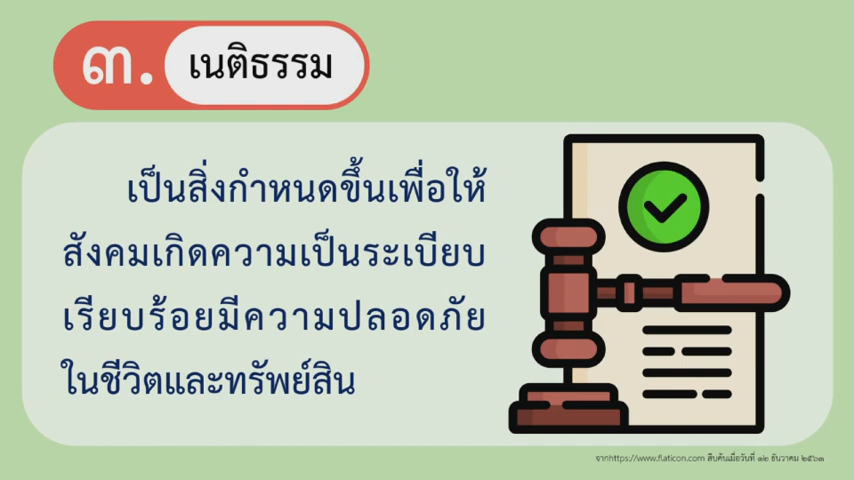 ๓. เนติธรรม
เป็นสิ่งกำหนดขึ้นเพื่อให้
สังคมเกิดความเป็นระเบียบ
เรียบร้อยมีความปลอดภัย
ในชีวิตและทรัพย์สิน
จากhttps://www.flaticon.com สืบค้นเมื่อวันที่ ๑๒ ธันวาคม ๒๕๖๓